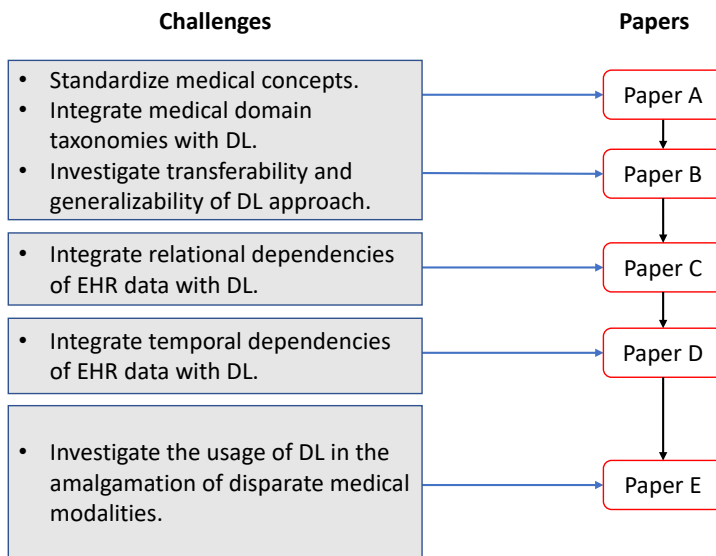 Challenges
Papers
• Standardize medical concepts.
• Integrate medical domain
taxonomies with DL.
• Investigate transferability and
generalizability of DL approach.
Paper A
Paper B
• Integrate relational dependencies
of EHR data with DL.
Paper C
• Integrate temporal dependencies
of EHR data with DL.
Paper D
• Investigate the usage of DL in the
amalgamation of disparate medical
modalities.
Paper E